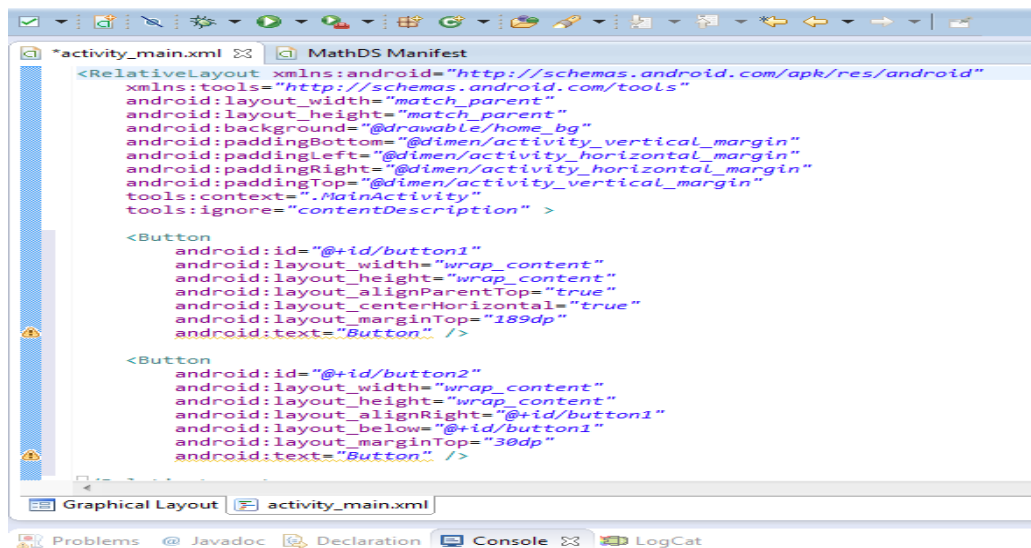 *activity_main.xml MathDS Manifest
<RelativeLayout xmlns:android="http://schemas.android.com/apk/res/android"
xmlns:tools="http://schemas.android.com/tools"
android:layout_width="match_parent"
android:layout_height="match_parent"
android:background="@drawable/home_bg"
android:paddingBottom="@dimen/activity_vertical_margin"
android:paddingLeft="@dimen/activity_horizontal_margin"
android:paddingRight="@dimen/activity_horizontal_margin"
android:paddingTop="@dimen/activity_vertical_margin"
tools:context=".MainActivity"
tools:ignore="contentDescription" >
<Button
android:id="@+id/button1"
android:layout_width="wrap_content"
android:layout_height="wrap_content"
android:layout_alignParentTop="true"
android:layout_centerHorizontal="true"
android:layout_marginTop="189dp"
android:text="Button" />
<Button
android:id="@+id/button2"
android:layout_width="wrap_content"
android:layout_height="wrap_content"
android:layout_alignRight="@+id/button1"
android:layout_below="@+id/button1"
android:layout_marginTop="30dp"
android:text="Button" />
Graphical Layout activity_main.xml
Problems @ Javadoc Declaration Console LogCat